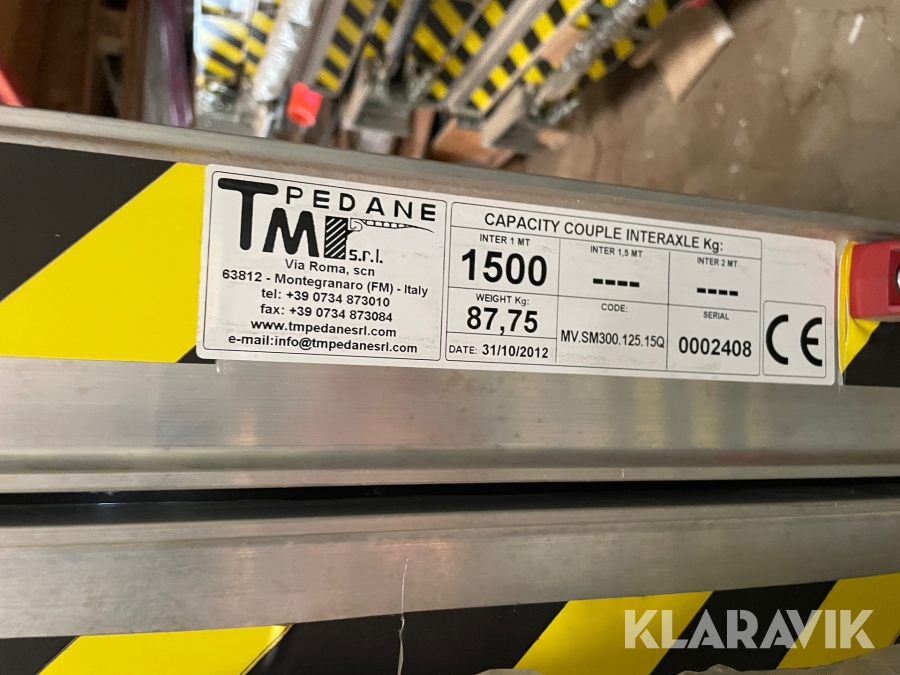 TM PEDANE s.r.l.
Via Roma, scn
63812 - Montegranaro (FM) - Italy
tel: +39 0734 873010
fax: +39 0734 873084
www.tmpedanesrl.com
e-mail:info@tmpedanesrl.com
CAPACITY COUPLE INTERAXLE Kg:
INTER 1 MT
1500
INTER 1,5 MT
----
INTER 2 MT
----
WEIGHT Kg:
87,75
CODE:
MV.SM300.125.15Q
SERIAL
0002408
DATE: 31/10/2012
CE
KLARAVIK